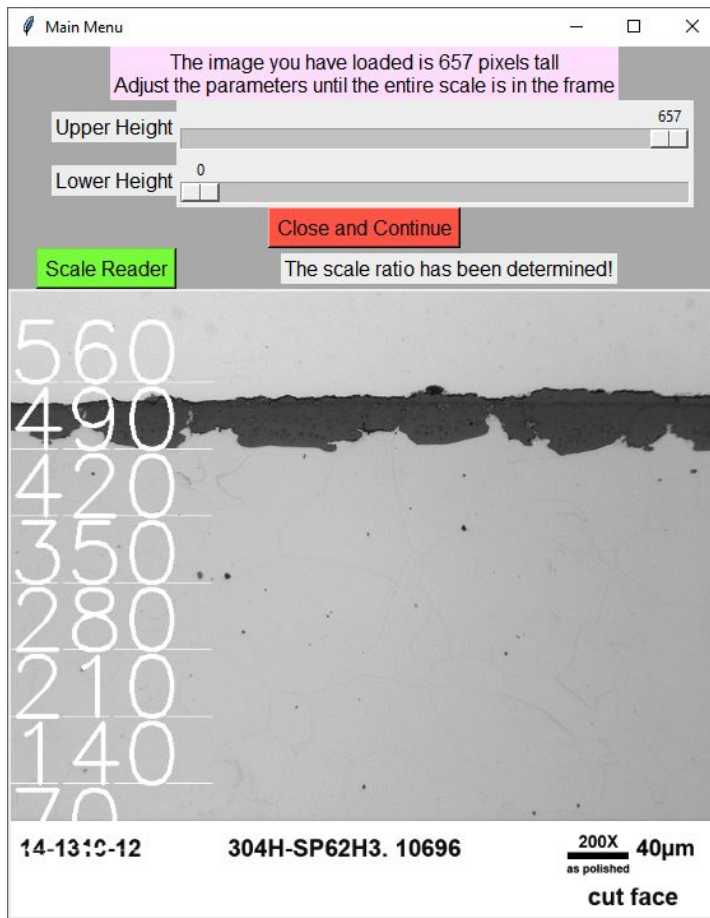 Main Menu
The image you have loaded is 657 pixels tall
Adjust the parameters until the entire scale is in the frame
657
Upper Height
0
Lower Height
Close and Continue
Scale Reader
The scale ratio has been determined!
560
490
420
350
280
210
140
70
304H-SP62H3. 10696
200X
40µm
as polished
cut face